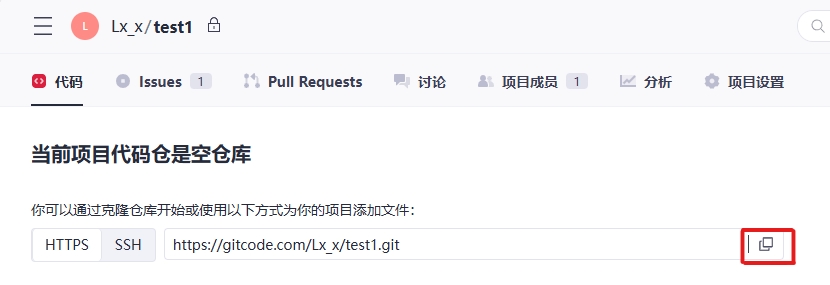 L Lx_x/test1
代码 Issues 1 Pull Requests 讨论 项目成员 1 分析 项目设置
当前项目代码仓是空仓库
你可以通过克隆仓库开始或使用以下方式为你的项目添加文件：
HTTPS SSH https://gitcode.com/Lx_x/test1.git